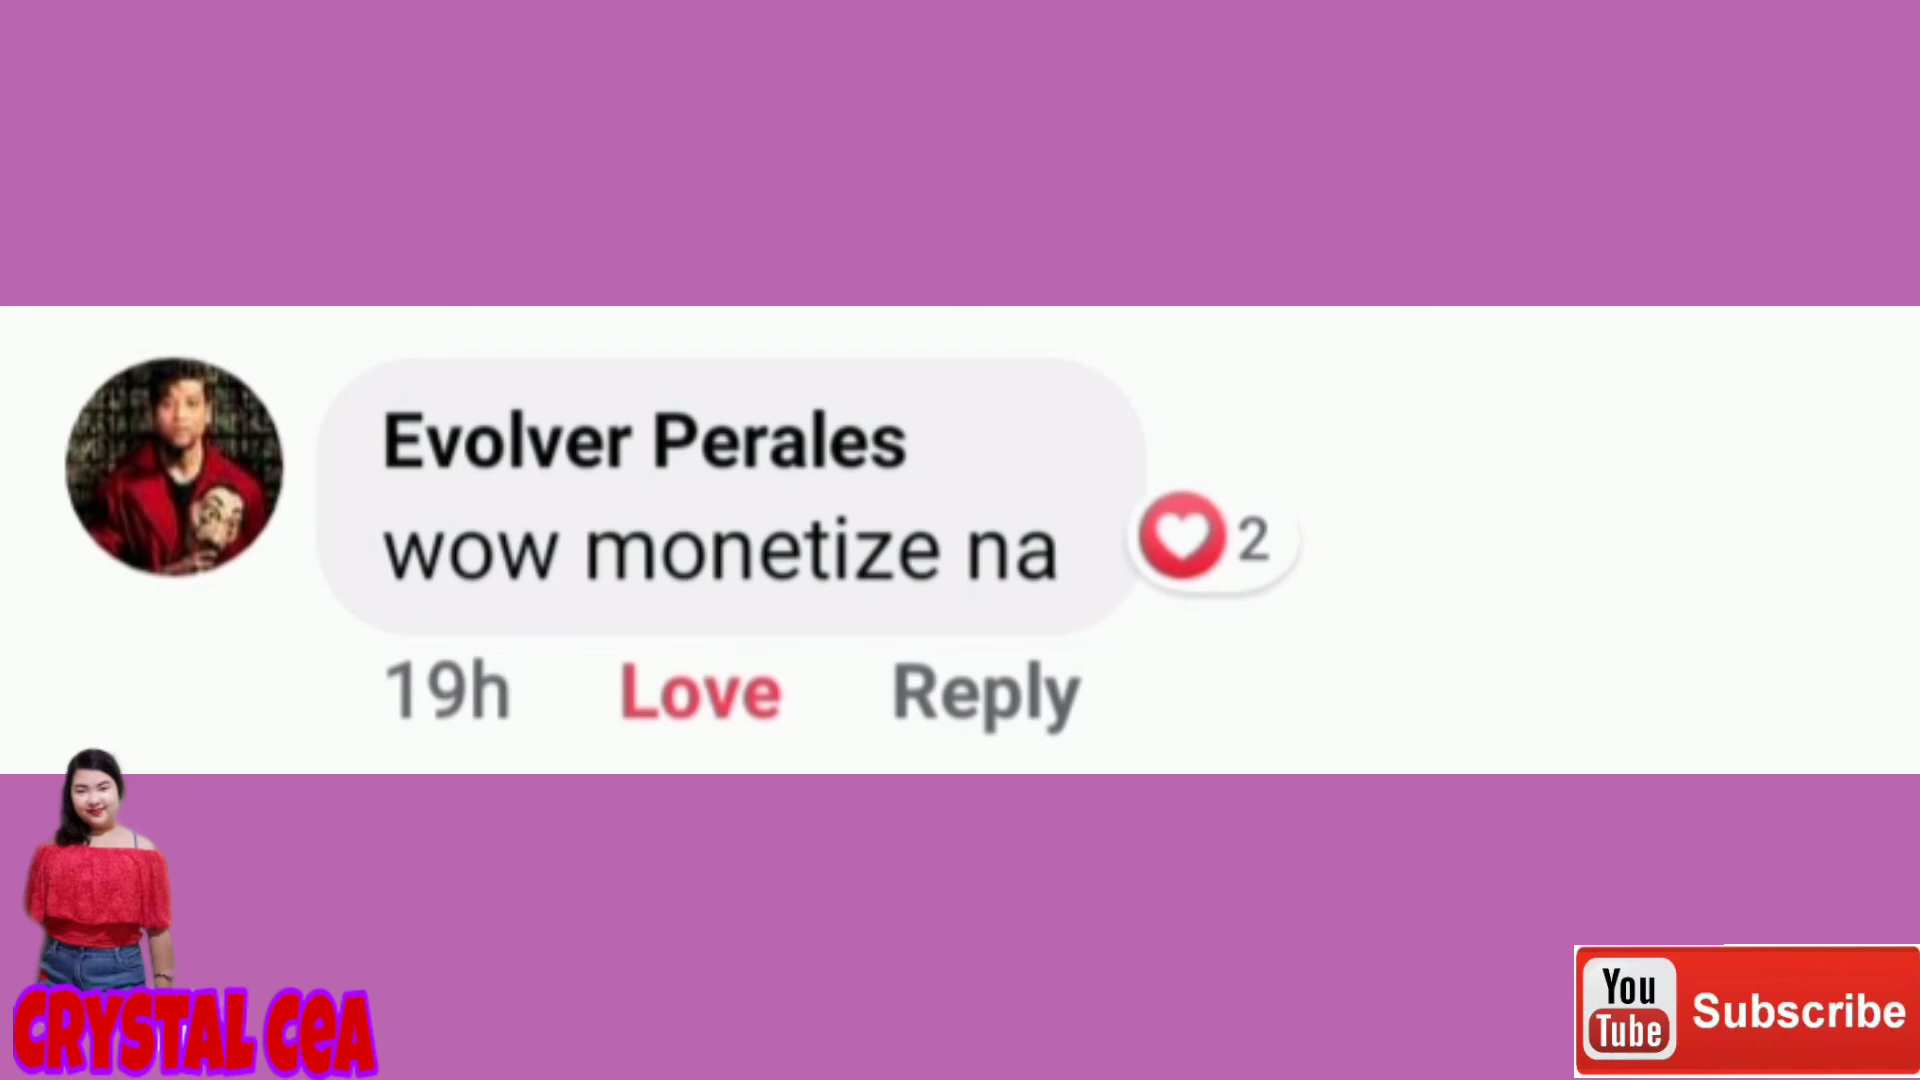 Evolver Perales
wow monetize na
2
19h Love Reply
CRYSTAL CeA
You
Tube
Subscribe